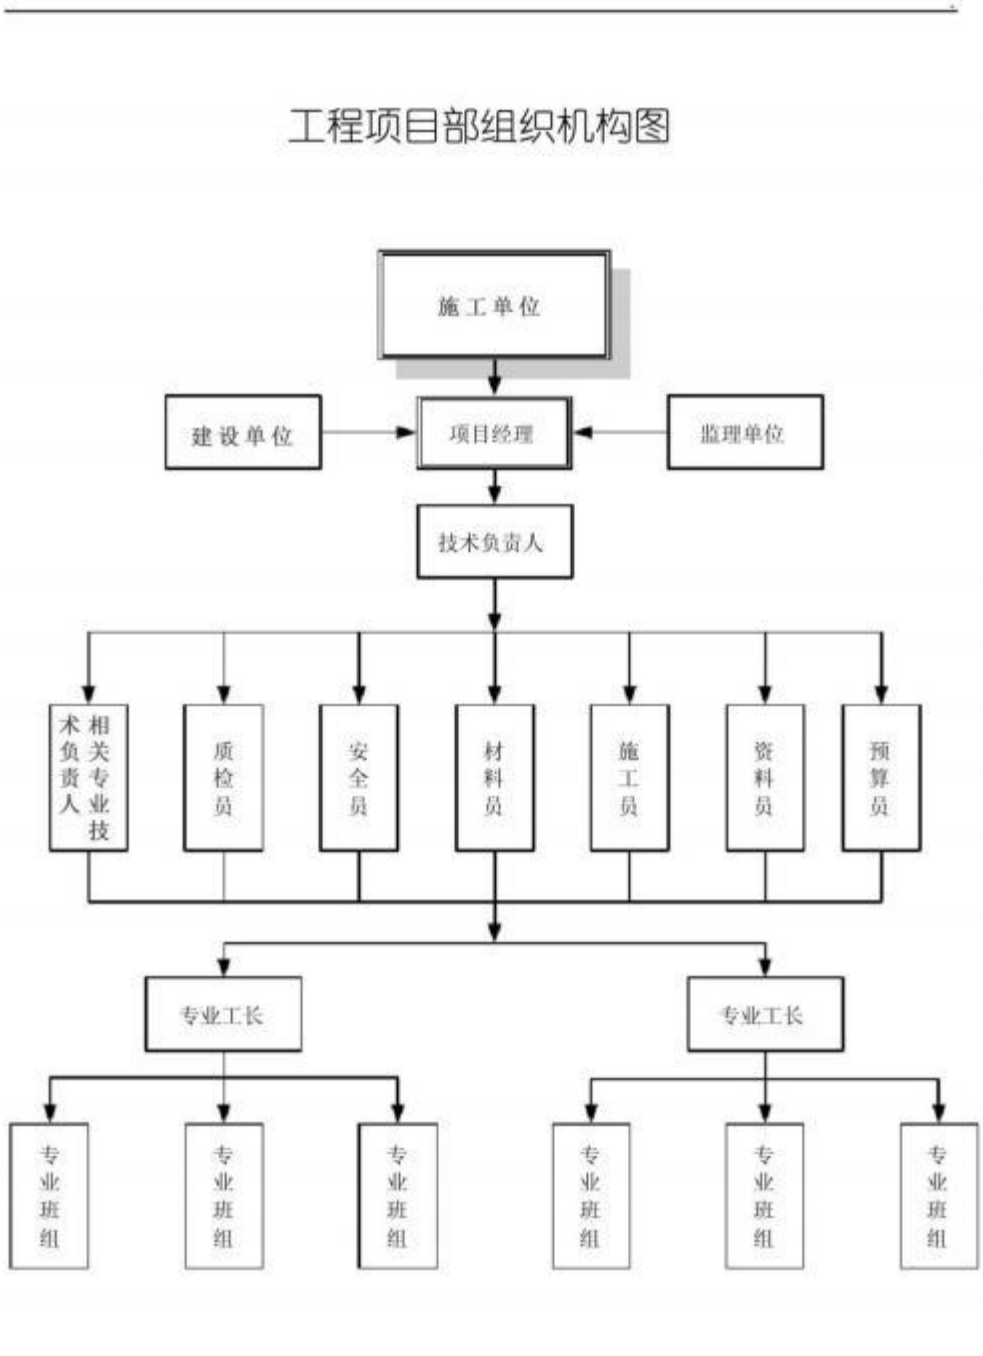 工程项目部组织机构图
施工单位
建设单位
项目经理
监理单位
技术负责人
相关专业技
术负责人
质检员
安全员
材料员
施工员
资料员
预算员
专业工长
专业工长
专业班组
专业班组
专业班组
专业班组
专业班组
专业班组